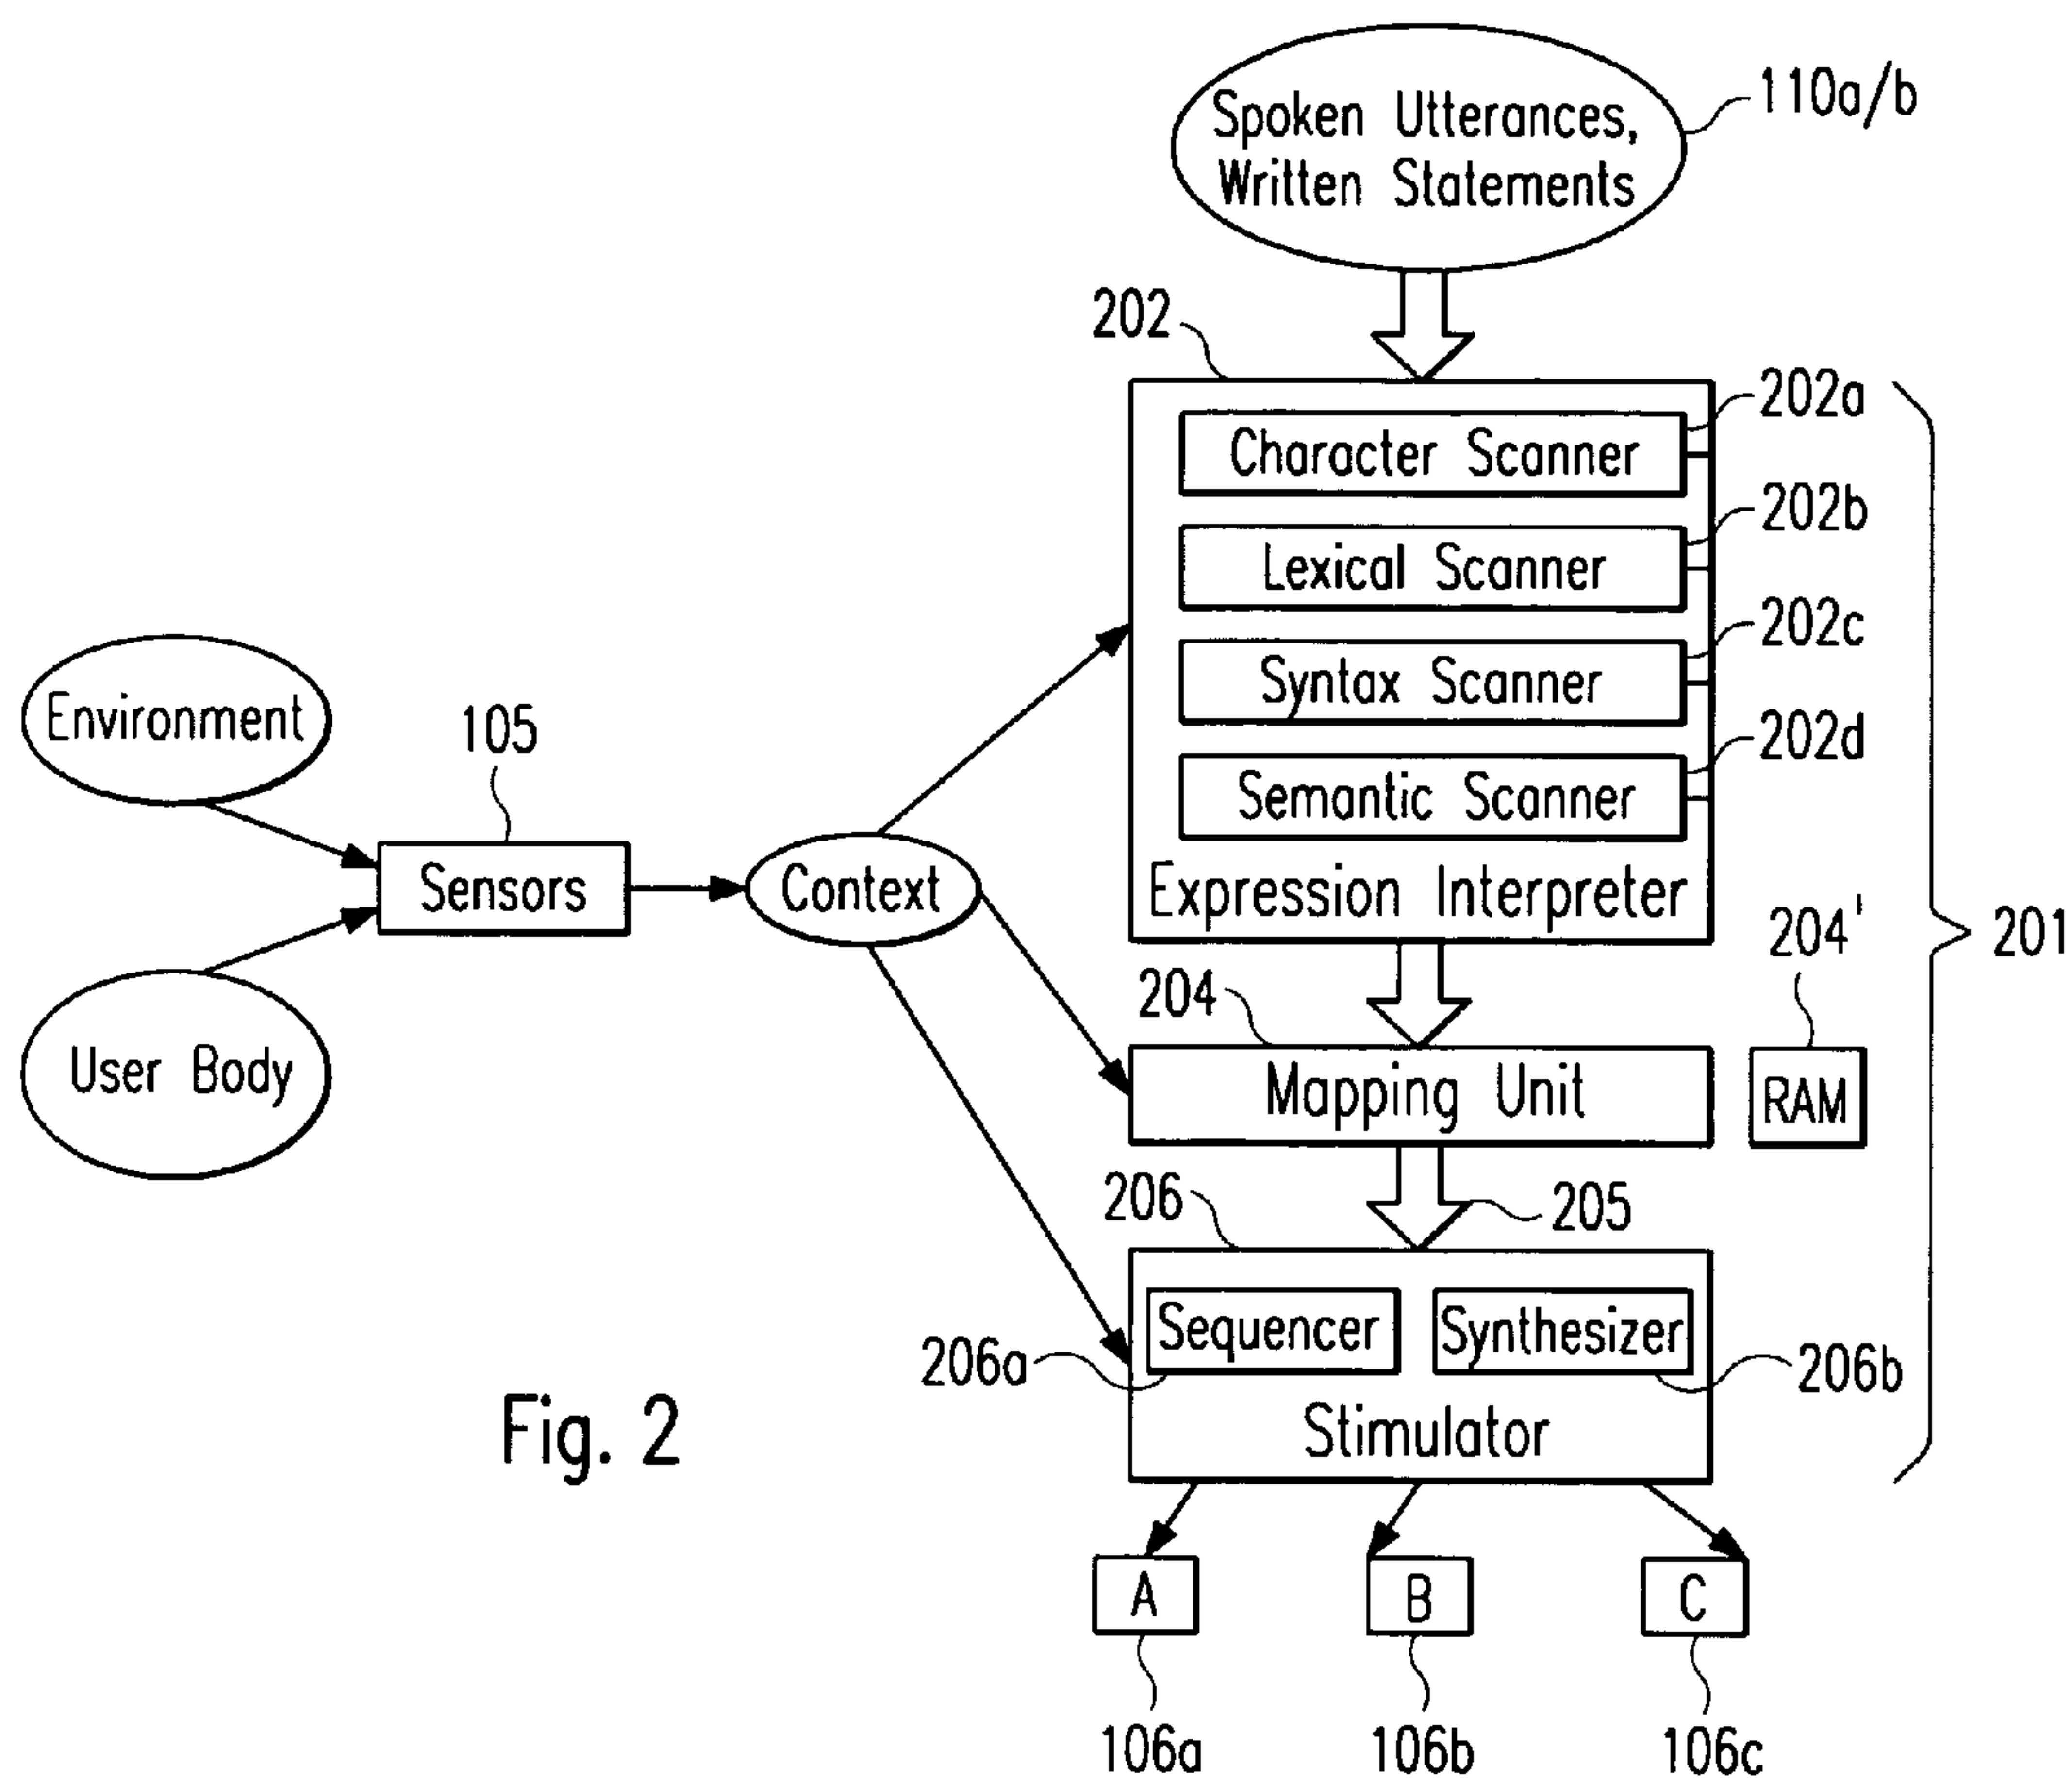 Spoken Utterances,
Written Statements
110a/b
202
202a
Character Scanner
202b
Lexical Scanner
202c
Syntax Scanner
202d
Semantic Scanner
Expression Interpreter
Environment
105
Sensors
Context
User Body
204'
201
204
Mapping Unit
RAM
206
205
Sequencer
Synthesizer
206a
206b
Stimulator
Fig. 2
A
B
C
106a
106b
106c